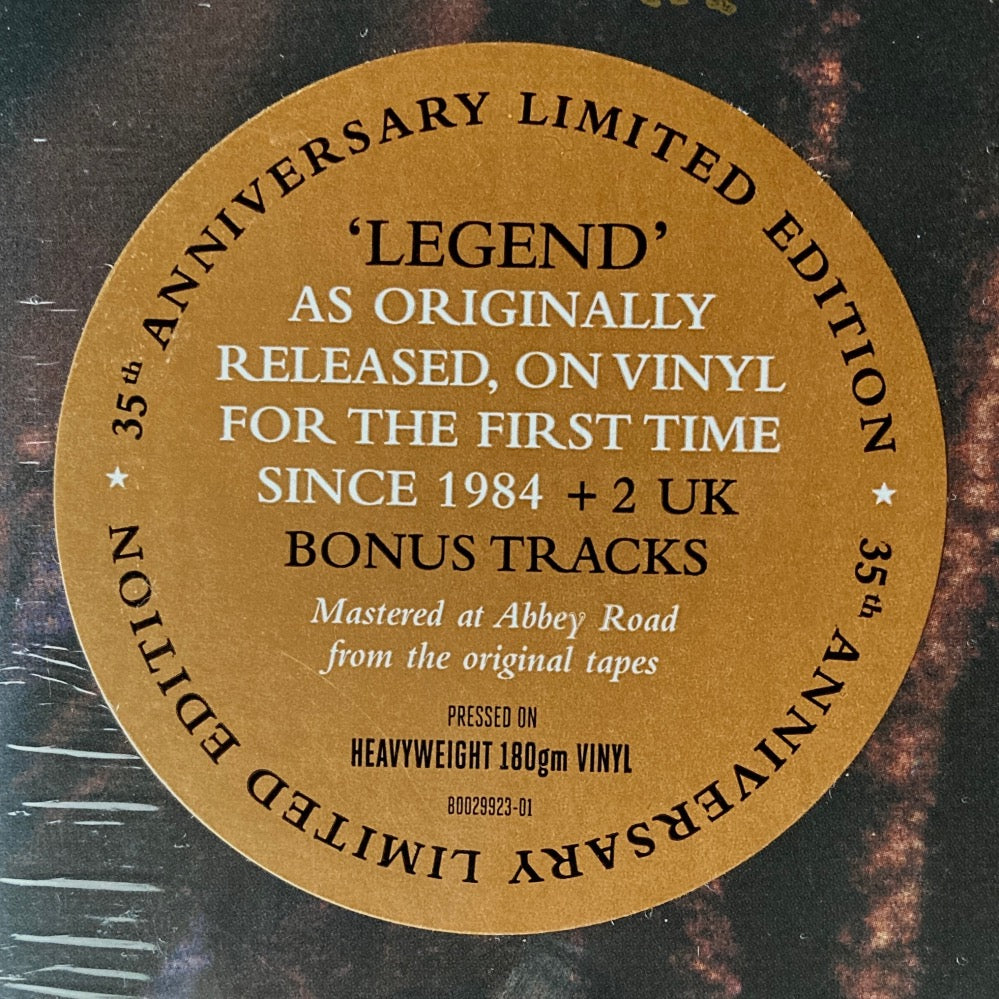 35th ANNIVERSARY LIMITED EDITION
‘LEGEND’
AS ORIGINALLY
RELEASED, ON VINYL
FOR THE FIRST TIME
SINCE 1984 + 2 UK
BONUS TRACKS
Mastered at Abbey Road
from the original tapes
PRESSED ON
HEAVYWEIGHT 180gm VINYL
B0029923-01
35th ANNIVERSARY LIMITED EDITION